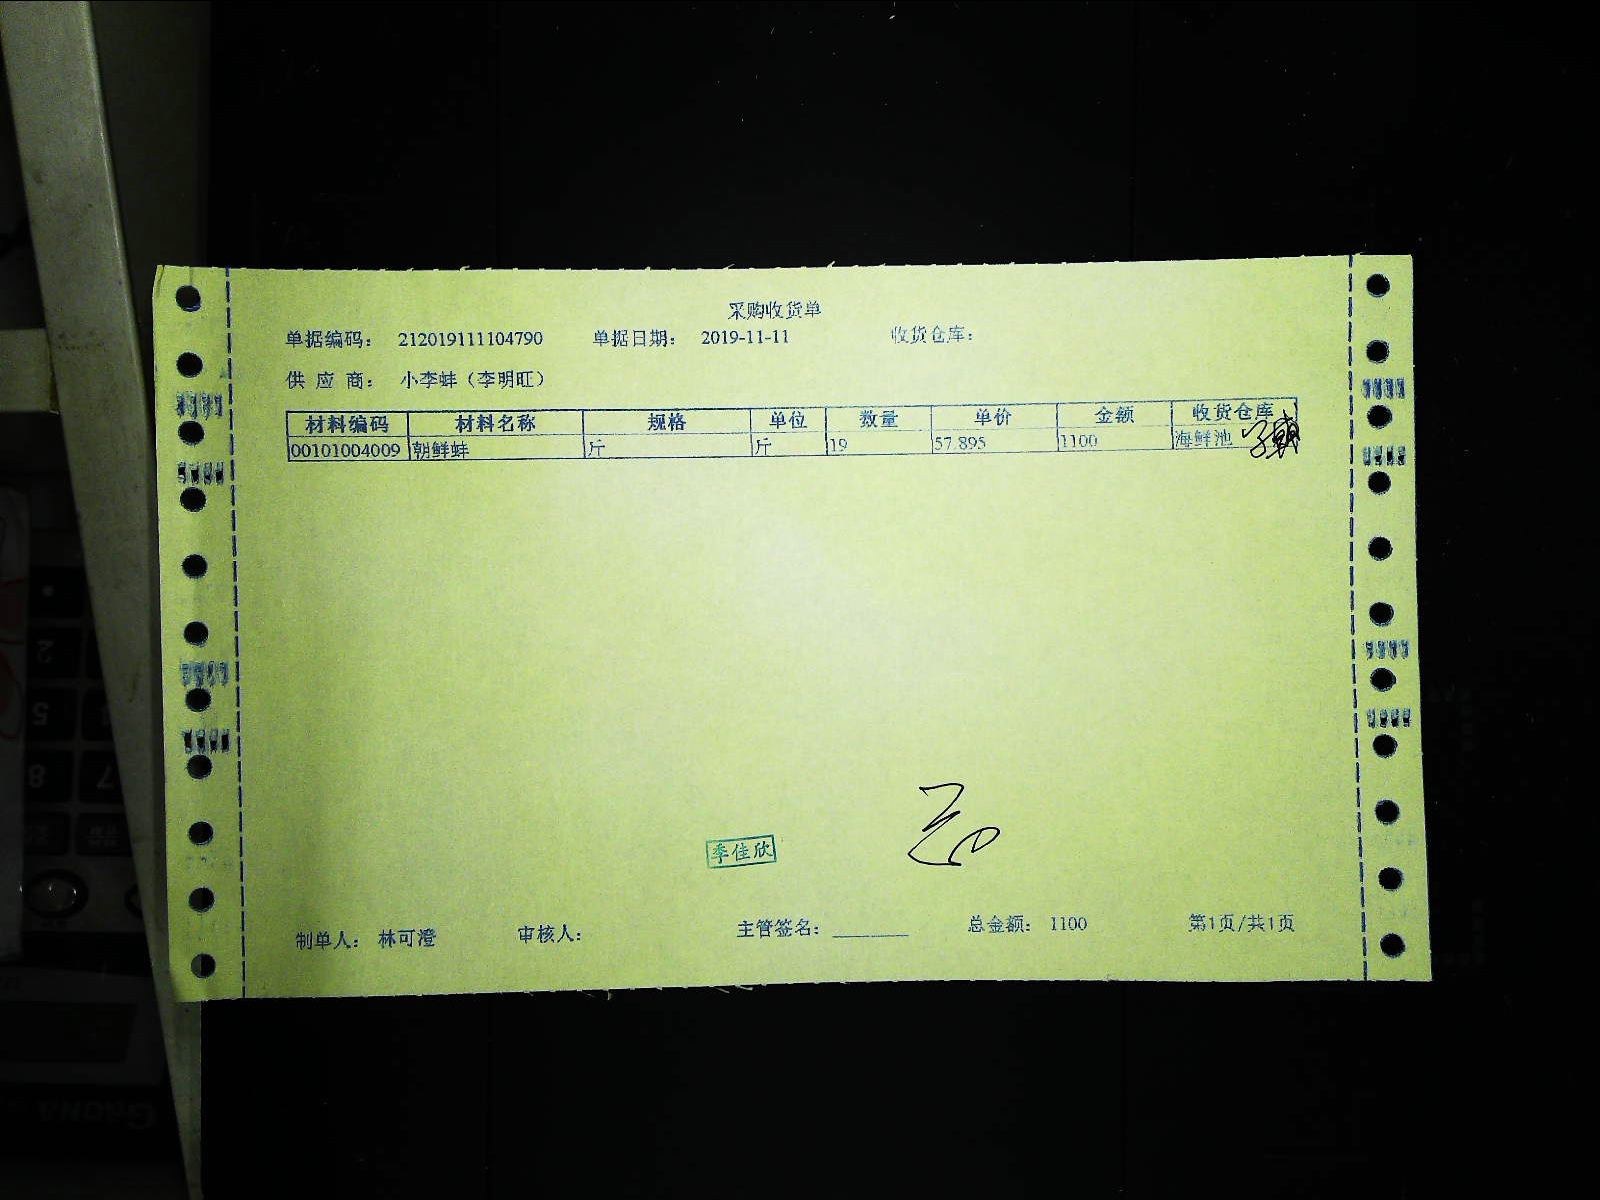 采购收货单
单据编码： 212019111104790 单据日期： 2019-11-11 收货仓库：
供 应 商： 小李蚌（李明旺）
材料编码 材料名称 规格 单位 数量 单价 金额 收货仓库
00101004009 朝鲜蚌 斤 斤 19 57.895 1100 海鲜池
季佳欣
制单人： 林可澄 审核人： 主管签名： ________ 总金额： 1100 第1页/共1页